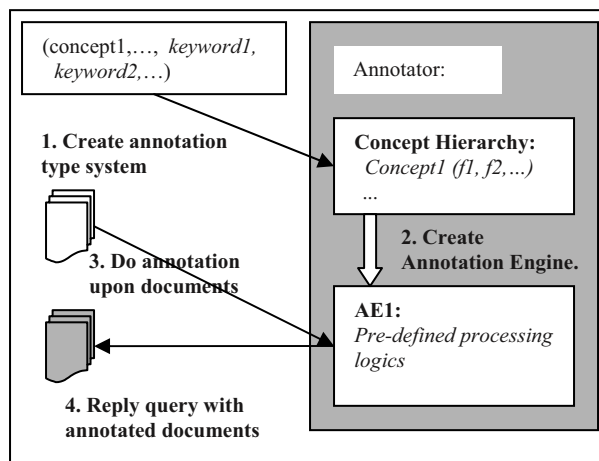 (concept1,…, keyword1,
keyword2,…)
Annotator:
1. Create annotation
type system
Concept Hierarchy:
Concept1 (f1, f2,...)
...
2. Create
Annotation Engine.
3. Do annotation
upon documents
AE1:
Pre-defined processing
logics
4. Reply query with
annotated documents